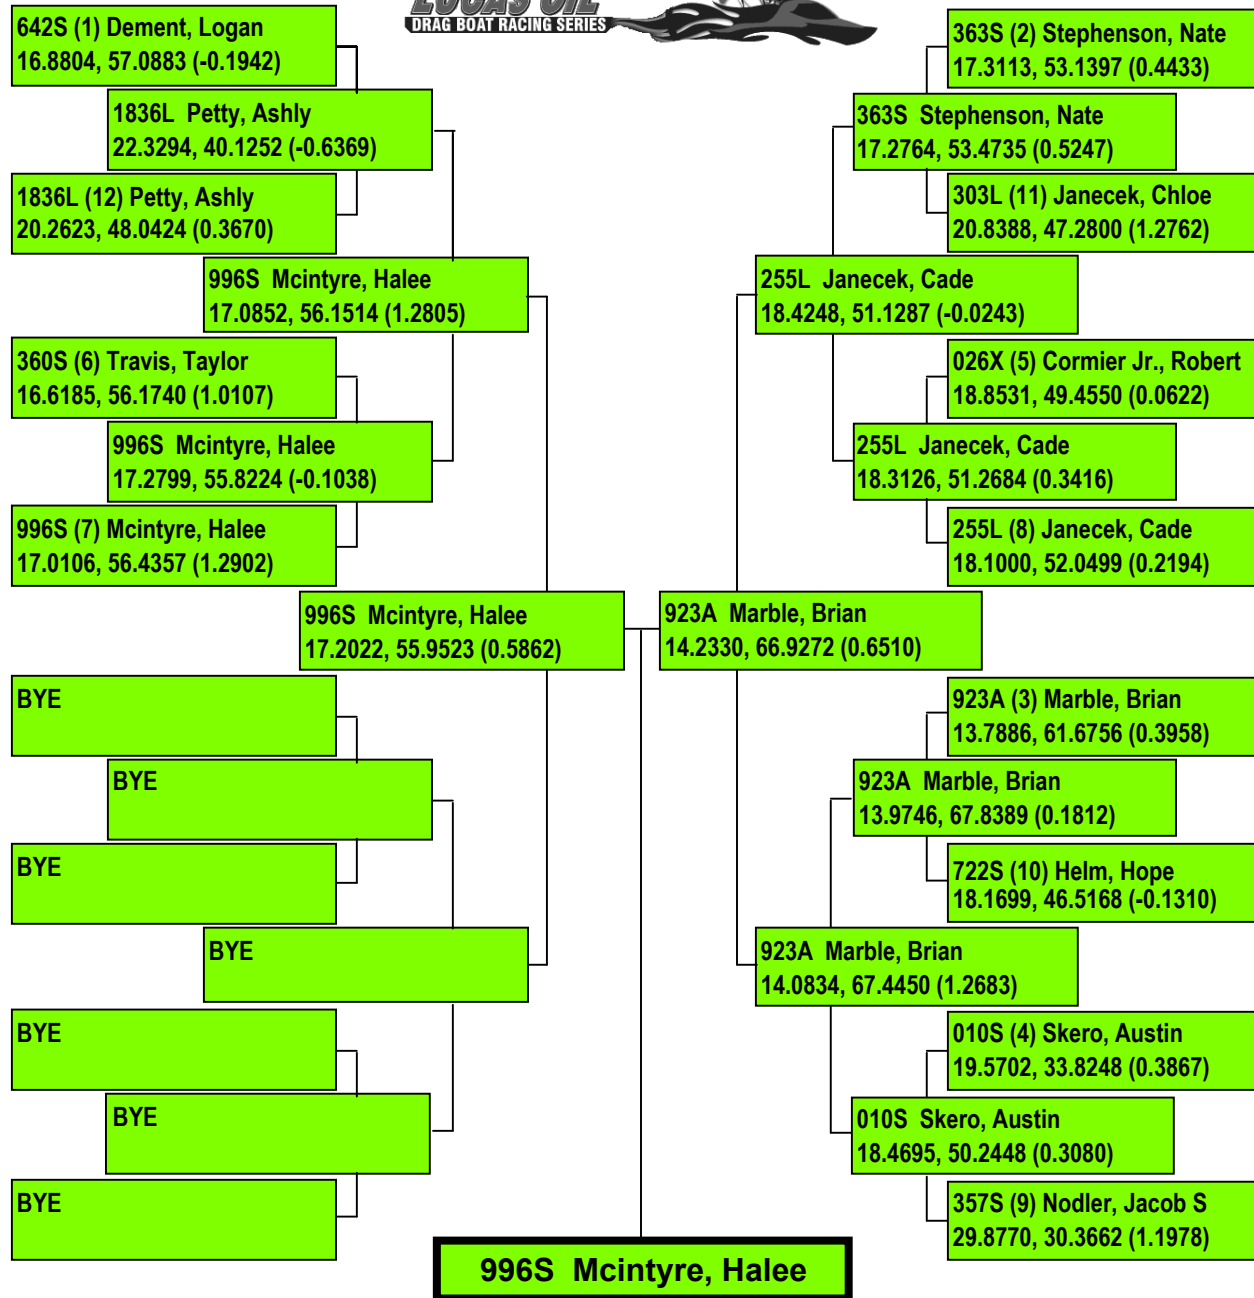 LUCAS OIL
DRAG BOAT RACING SERIES
642S (1) Dement, Logan
16.8804, 57.0883 (-0.1942)
1836L Petty, Ashly
22.3294, 40.1252 (-0.6369)
1836L (12) Petty, Ashly
20.2623, 48.0424 (0.3670)
996S Mcintyre, Halee
17.0852, 56.1514 (1.2805)
360S (6) Travis, Taylor
16.6185, 56.1740 (1.0107)
996S Mcintyre, Halee
17.2799, 55.8224 (-0.1038)
996S (7) Mcintyre, Halee
17.0106, 56.4357 (1.2902)
996S Mcintyre, Halee
17.2022, 55.9523 (0.5862)
BYE
BYE
BYE
BYE
BYE
BYE
BYE
363S (2) Stephenson, Nate
17.3113, 53.1397 (0.4433)
363S Stephenson, Nate
17.2764, 53.4735 (0.5247)
303L (11) Janecek, Chloe
20.8388, 47.2800 (1.2762)
255L Janecek, Cade
18.4248, 51.1287 (-0.0243)
026X (5) Cormier Jr., Robert
18.8531, 49.4550 (0.0622)
255L Janecek, Cade
18.3126, 51.2684 (0.3416)
255L (8) Janecek, Cade
18.1000, 52.0499 (0.2194)
923A Marble, Brian
14.2330, 66.9272 (0.6510)
923A (3) Marble, Brian
13.7886, 61.6756 (0.3958)
923A Marble, Brian
13.9746, 67.8389 (0.1812)
722S (10) Helm, Hope
18.1699, 46.5168 (-0.1310)
923A Marble, Brian
14.0834, 67.4450 (1.2683)
010S (4) Skero, Austin
19.5702, 33.8248 (0.3867)
010S Skero, Austin
18.4695, 50.2448 (0.3080)
357S (9) Nodler, Jacob S
29.8770, 30.3662 (1.1978)
996S Mcintyre, Halee